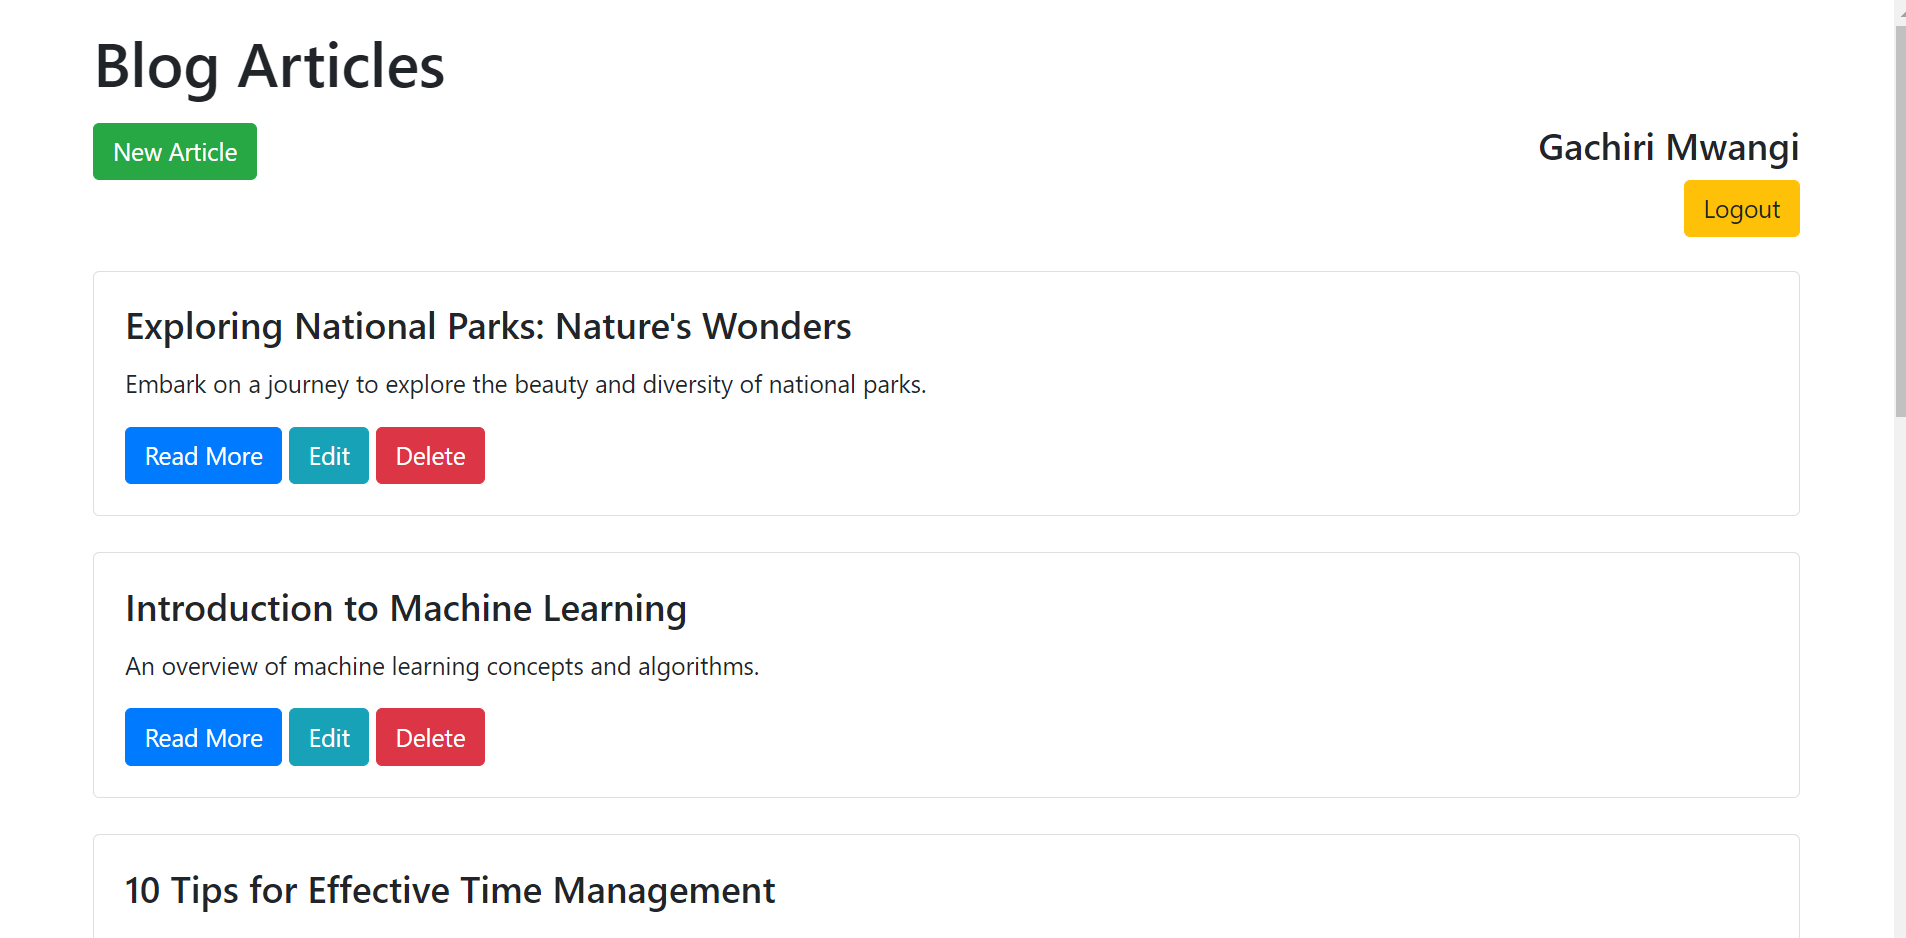 Blog Articles
New Article
Gachiri Mwangi
Logout
Exploring National Parks: Nature's Wonders
Embark on a journey to explore the beauty and diversity of national parks.
Read More Edit Delete
Introduction to Machine Learning
An overview of machine learning concepts and algorithms.
Read More Edit Delete
10 Tips for Effective Time Management